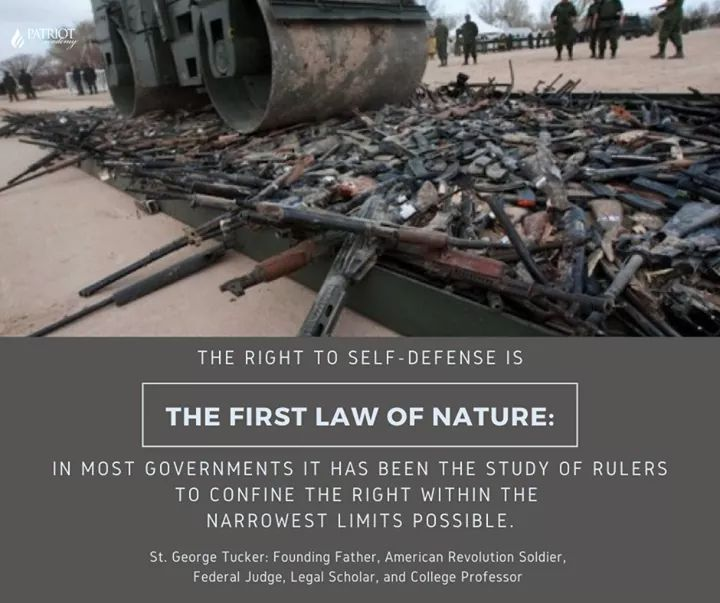 PATRIOT
academy
THE RIGHT TO SELF-DEFENSE IS
THE FIRST LAW OF NATURE:
IN MOST GOVERNMENTS IT HAS BEEN THE STUDY OF RULERS
TO CONFINE THE RIGHT WITHIN THE
NARROWEST LIMITS POSSIBLE.
St. George Tucker: Founding Father, American Revolution Soldier,
Federal Judge, Legal Scholar, and College Professor